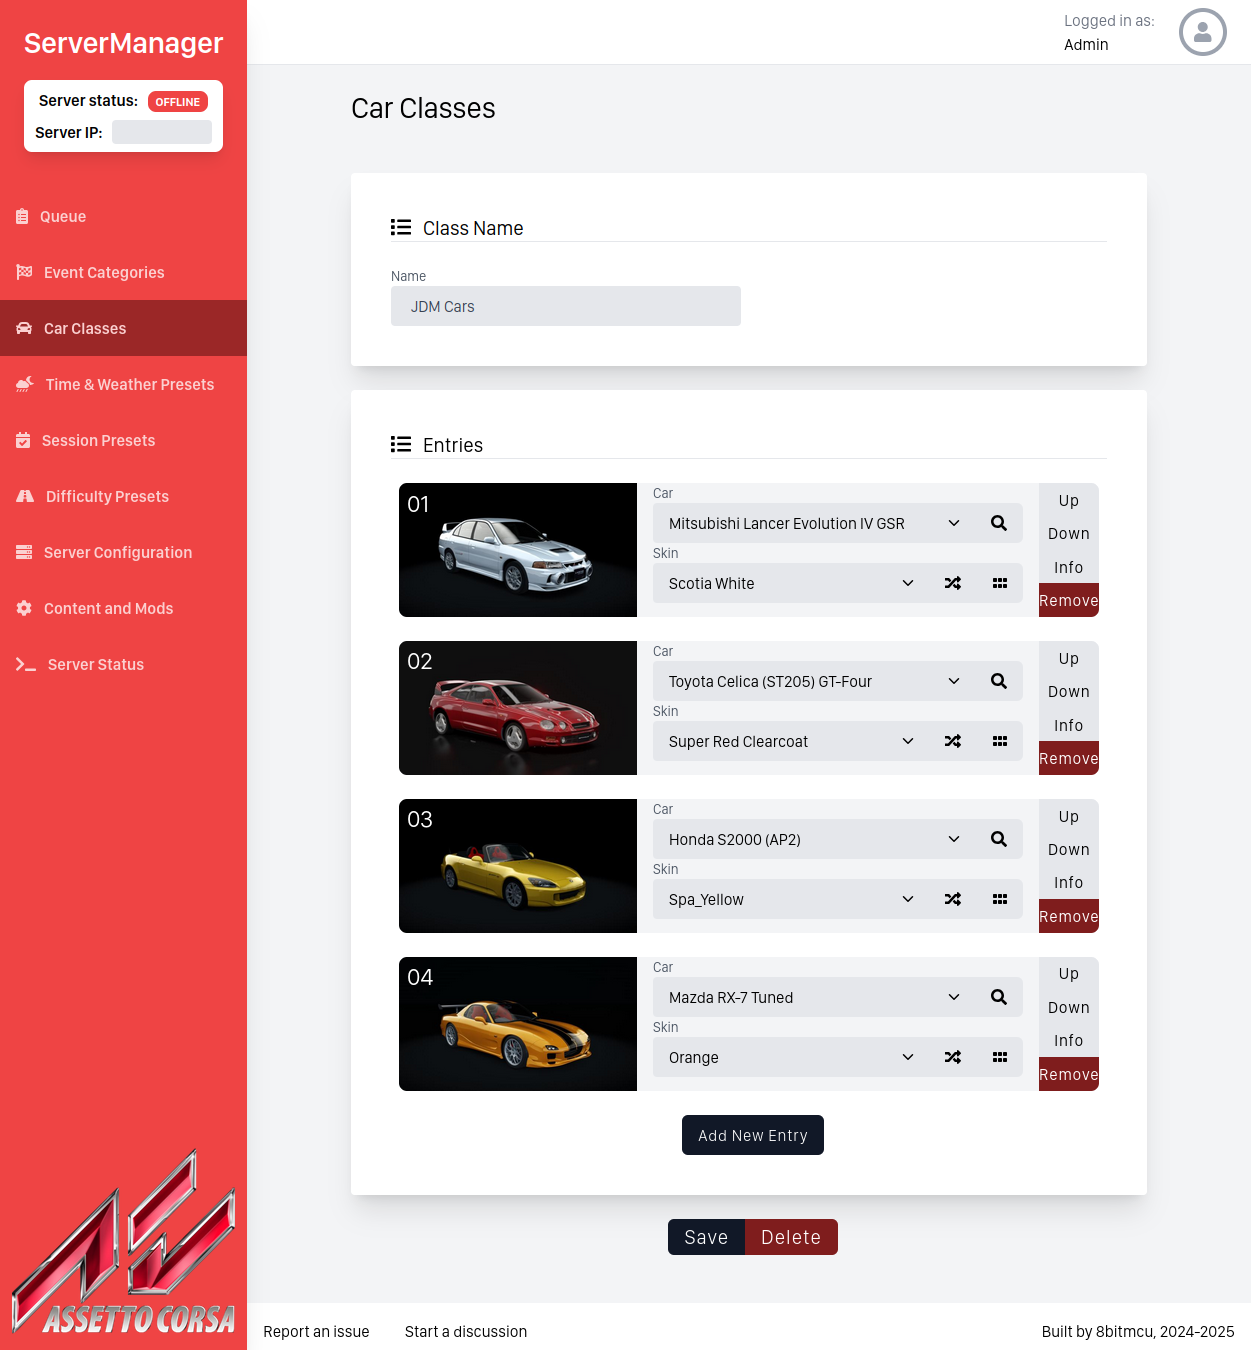 ServerManager
Server status: OFFLINE
Server IP:
Queue
Event Categories
Car Classes
Time & Weather Presets
Session Presets
Difficulty Presets
Server Configuration
Content and Mods
Server Status
ASSETTO CORSA
Logged in as:
Admin
Car Classes
Class Name
Name
JDM Cars
Entries
01
Car
Mitsubishi Lancer Evolution IV GSR
Skin
Scotia White
Up
Down
Info
Remove
02
Car
Toyota Celica (ST205) GT-Four
Skin
Super Red Clearcoat
Up
Down
Info
Remove
03
Car
Honda S2000 (AP2)
Skin
Spa_Yellow
Up
Down
Info
Remove
04
Car
Mazda RX-7 Tuned
Skin
Orange
Up
Down
Info
Remove
Add New Entry
Save Delete
Report an issue Start a discussion Built by 8bitmcu, 2024-2025